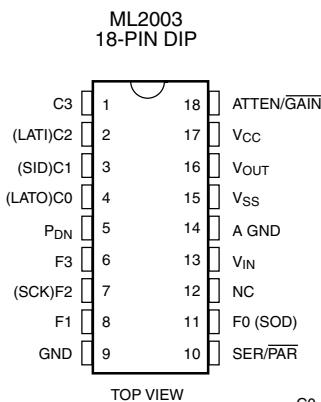 ML2003
18-PIN DIP
C3 1 18 ATTEN/GAIN
(LATI)C2 2 17 VCC
(SID)C1 3 16 VOUT
(LATO)C0 4 15 VSS
PDN 5 14 A GND
F3 6 13 VIN
(SCK)F2 7 12 NC
F1 8 11 F0 (SOD)
GND 9 10 SER/PAR
TOP VIEW